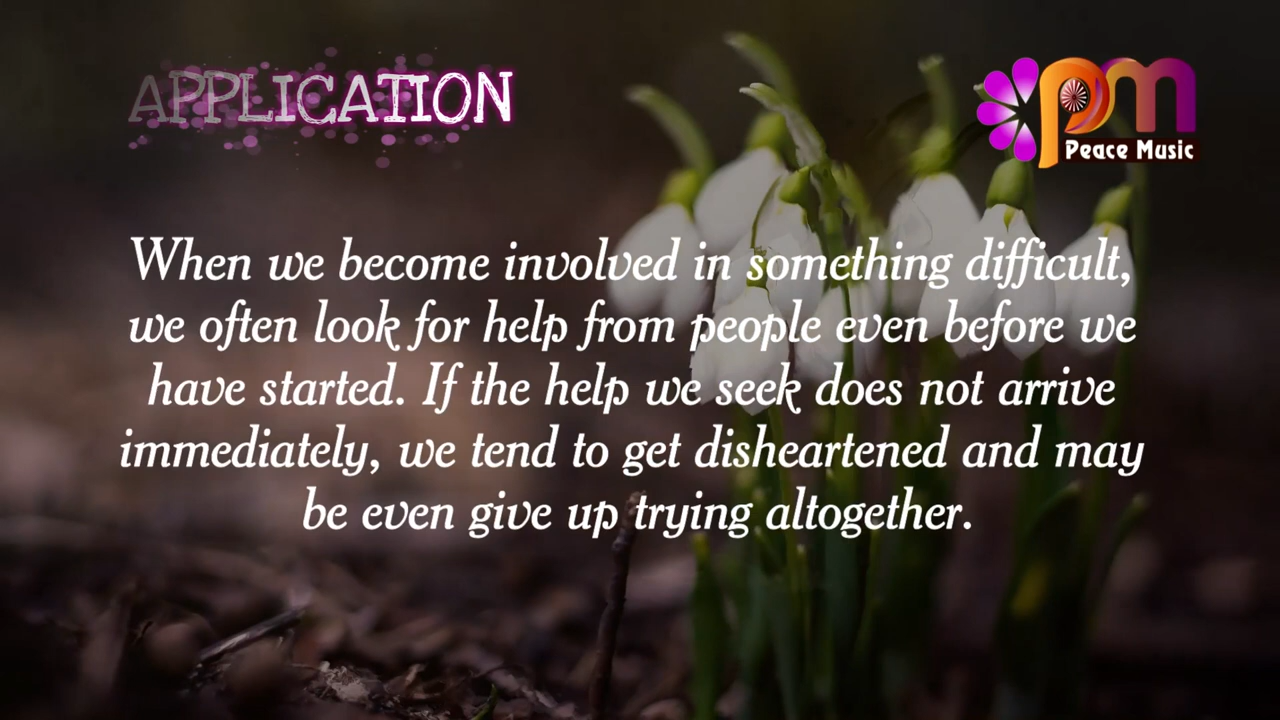 APPLICATION
pm
Peace Music
When we become involved in something difficult,
we often look for help from people even before we
have started. If the help we seek does not arrive
immediately, we tend to get disheartened and may
be even give up trying altogether.